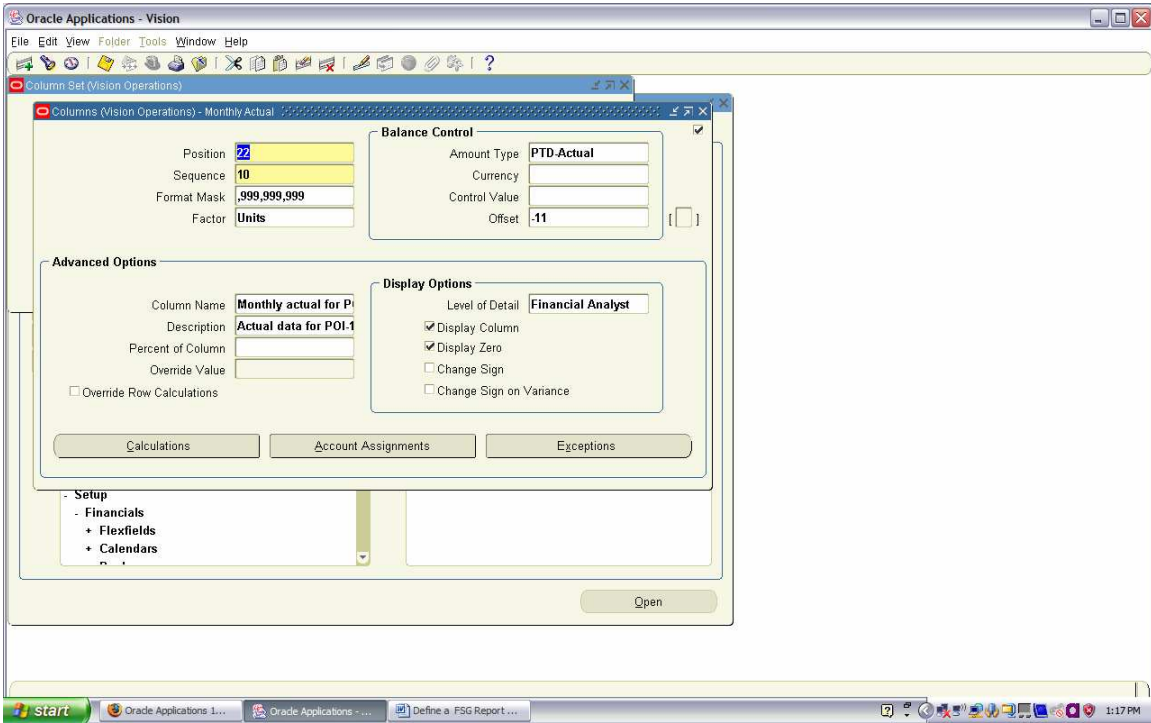 Oracle Applications - Vision
File Edit View Folder Tools Window Help
Column Set (Vision Operations)
Columns (Vision Operations) - Monthly Actual
Position 22
Sequence 10
Format Mask ,999,999,999
Factor Units
Balance Control
Amount Type PTD-Actual
Currency
Control Value
Offset -11
[ ]
Advanced Options
Column Name Monthly actual for P
Description Actual data for POI-1
Percent of Column
Override Value
Override Row Calculations
Display Options
Level of Detail Financial Analyst
Display Column
Display Zero
Change Sign
Change Sign on Variance
Calculations Account Assignments Exceptions
- Setup
- Financials
+ Flexfields
+ Calendars
Open
start Oracle Applications 1... Oracle Applications - ... Define a FSG Report ... 1:17 PM